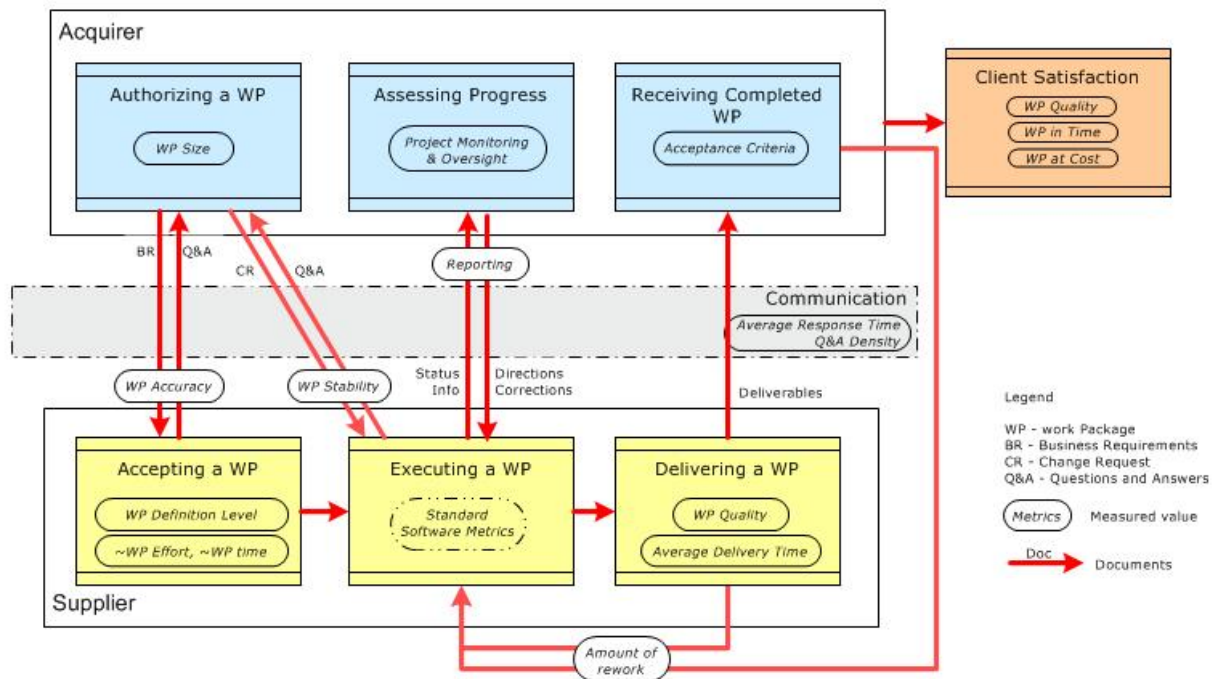 Acquirer
Authorizing a WP
WP Size
Assessing Progress
Project Monitoring
& Oversight
Receiving Completed
WP
Acceptance Criteria
Client Satisfaction
WP Quality
WP in Time
WP at Cost
BR
Q&A
CR
Q&A
Reporting
Communication
Average Response Time
Q&A Density
WP Accuracy
WP Stability
Status
Info
Directions
Corrections
Deliverables
Accepting a WP
WP Definition Level
~WP Effort, ~WP time
Executing a WP
Standard
Software Metrics
Delivering a WP
WP Quality
Average Delivery Time
Supplier
Amount of
rework
Legend
WP - work Package
BR - Business Requirements
CR - Change Request
Q&A - Questions and Answers
Metrics
Measured value
Doc
Documents